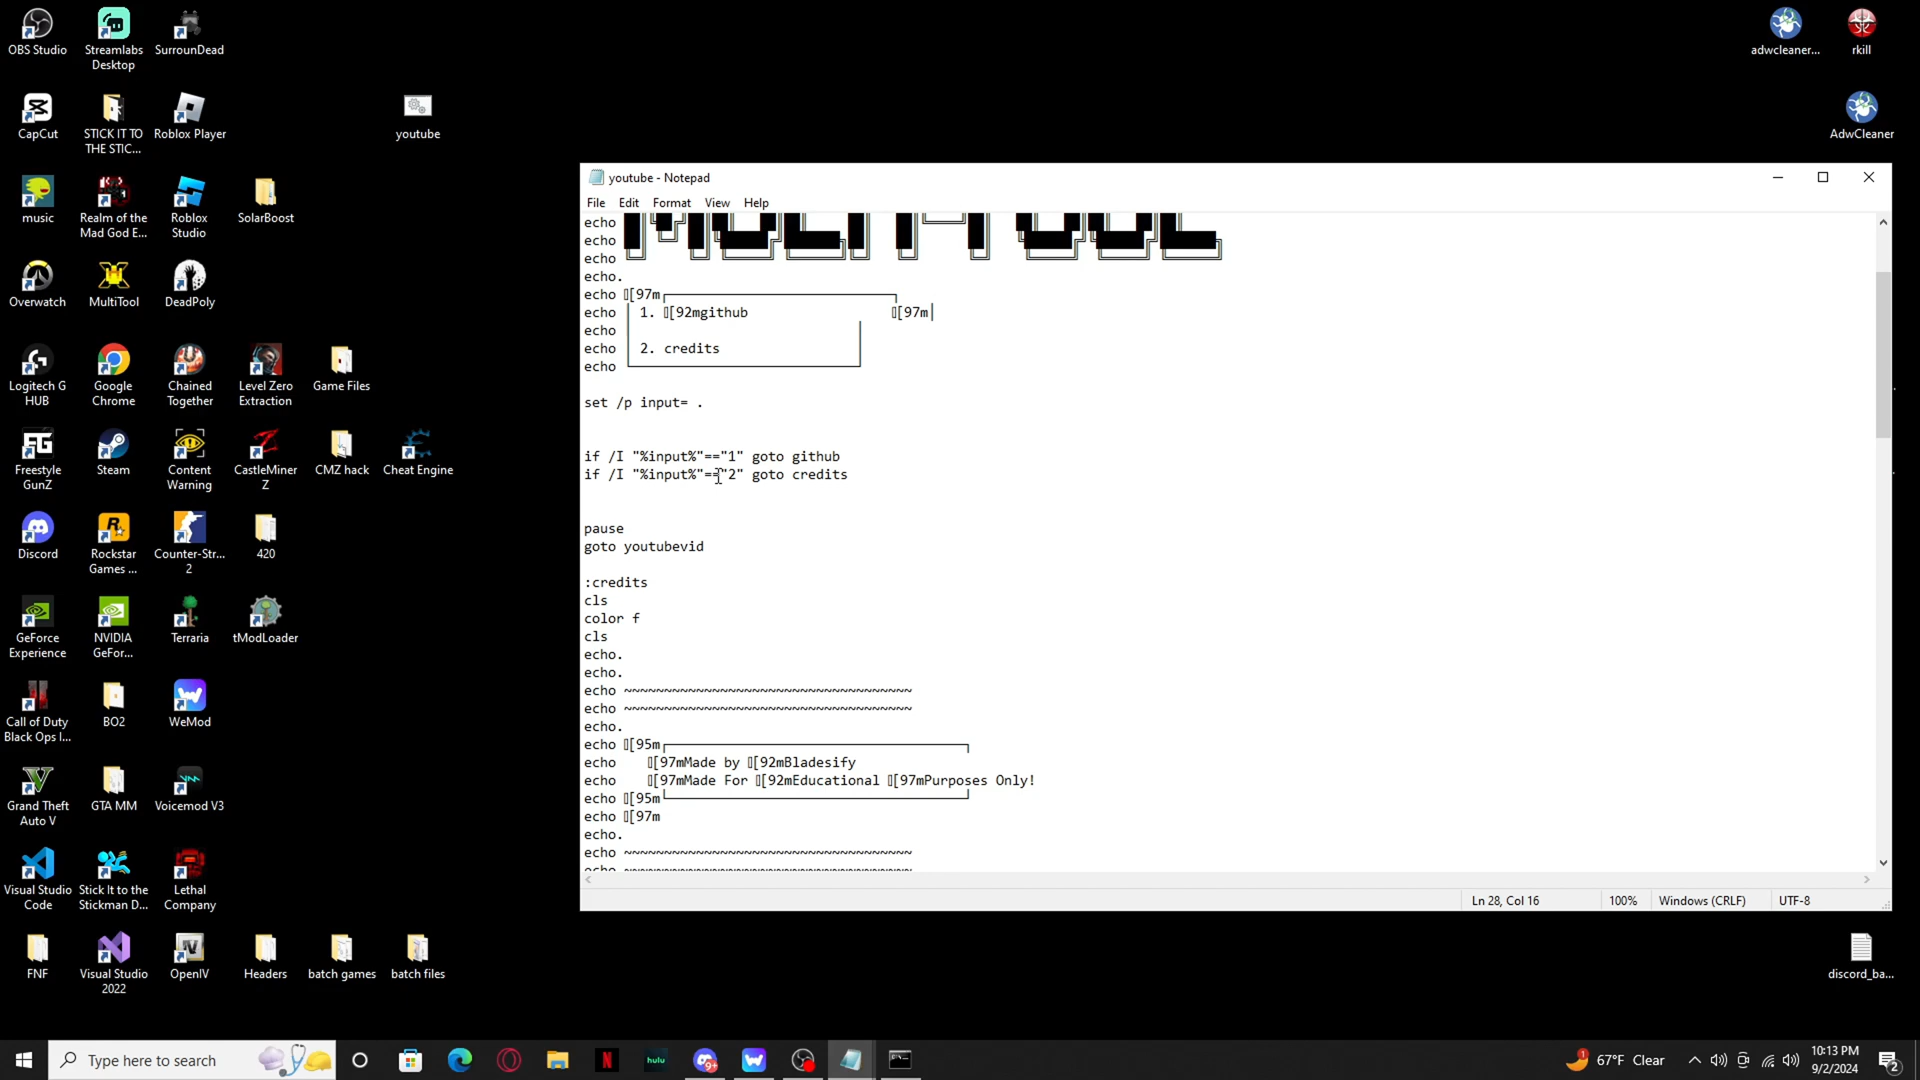 OBS Studio
Streamlabs Desktop
SurrounDead
adwcleaner...
rkill
CapCut
STICK IT TO THE STIC...
Roblox Player
youtube
AdwCleaner
music
Realm of the Mad God E...
Roblox Studio
SolarBoost
Overwatch
MultiTool
DeadPoly
Logitech G HUB
Google Chrome
Chained Together
Level Zero Extraction
Game Files
Freestyle GunZ
Steam
Content Warning
CastleMiner Z
CMZ hack
Cheat Engine
Discord
Rockstar Games ...
Counter-Str... 2
420
GeForce Experience
NVIDIA GeFor...
Terraria
tModLoader
Call of Duty Black Ops I...
BO2
WeMod
Grand Theft Auto V
GTA MM
Voicemod V3
Visual Studio Code
Stick It to the Stickman D...
Lethal Company
FNF
Visual Studio 2022
OpenIV
Headers
batch games
batch files
discord_ba...
youtube - Notepad
File Edit Format View Help
echo
echo
echo
echo.
echo [97m
echo 1. [92mgithub [97m
echo
echo 2. credits
echo
set /p input= .
if /I "%input%"=="1" goto github
if /I "%input%"=="2" goto credits
pause
goto youtubevid
:credits
cls
color f
cls
echo.
echo.
echo ~~~~~~~~~~~~~~~~~~~~~~~~~~~~~~~~~~~~
echo ~~~~~~~~~~~~~~~~~~~~~~~~~~~~~~~~~~~~
echo.
echo [95m
echo [97mMade by [92mBladesify
echo [97mMade For [92mEducational [97mPurposes Only!
echo [95m
echo [97m
echo.
echo ~~~~~~~~~~~~~~~~~~~~~~~~~~~~~~~~~~~~
echo ~~~~~~~~~~~~~~~~~~~~~~~~~~~~~~~~~~~~
Ln 28, Col 16
100%
Windows (CRLF)
UTF-8
Type here to search
hulu
9+
67°F Clear
10:13 PM
9/2/2024
2